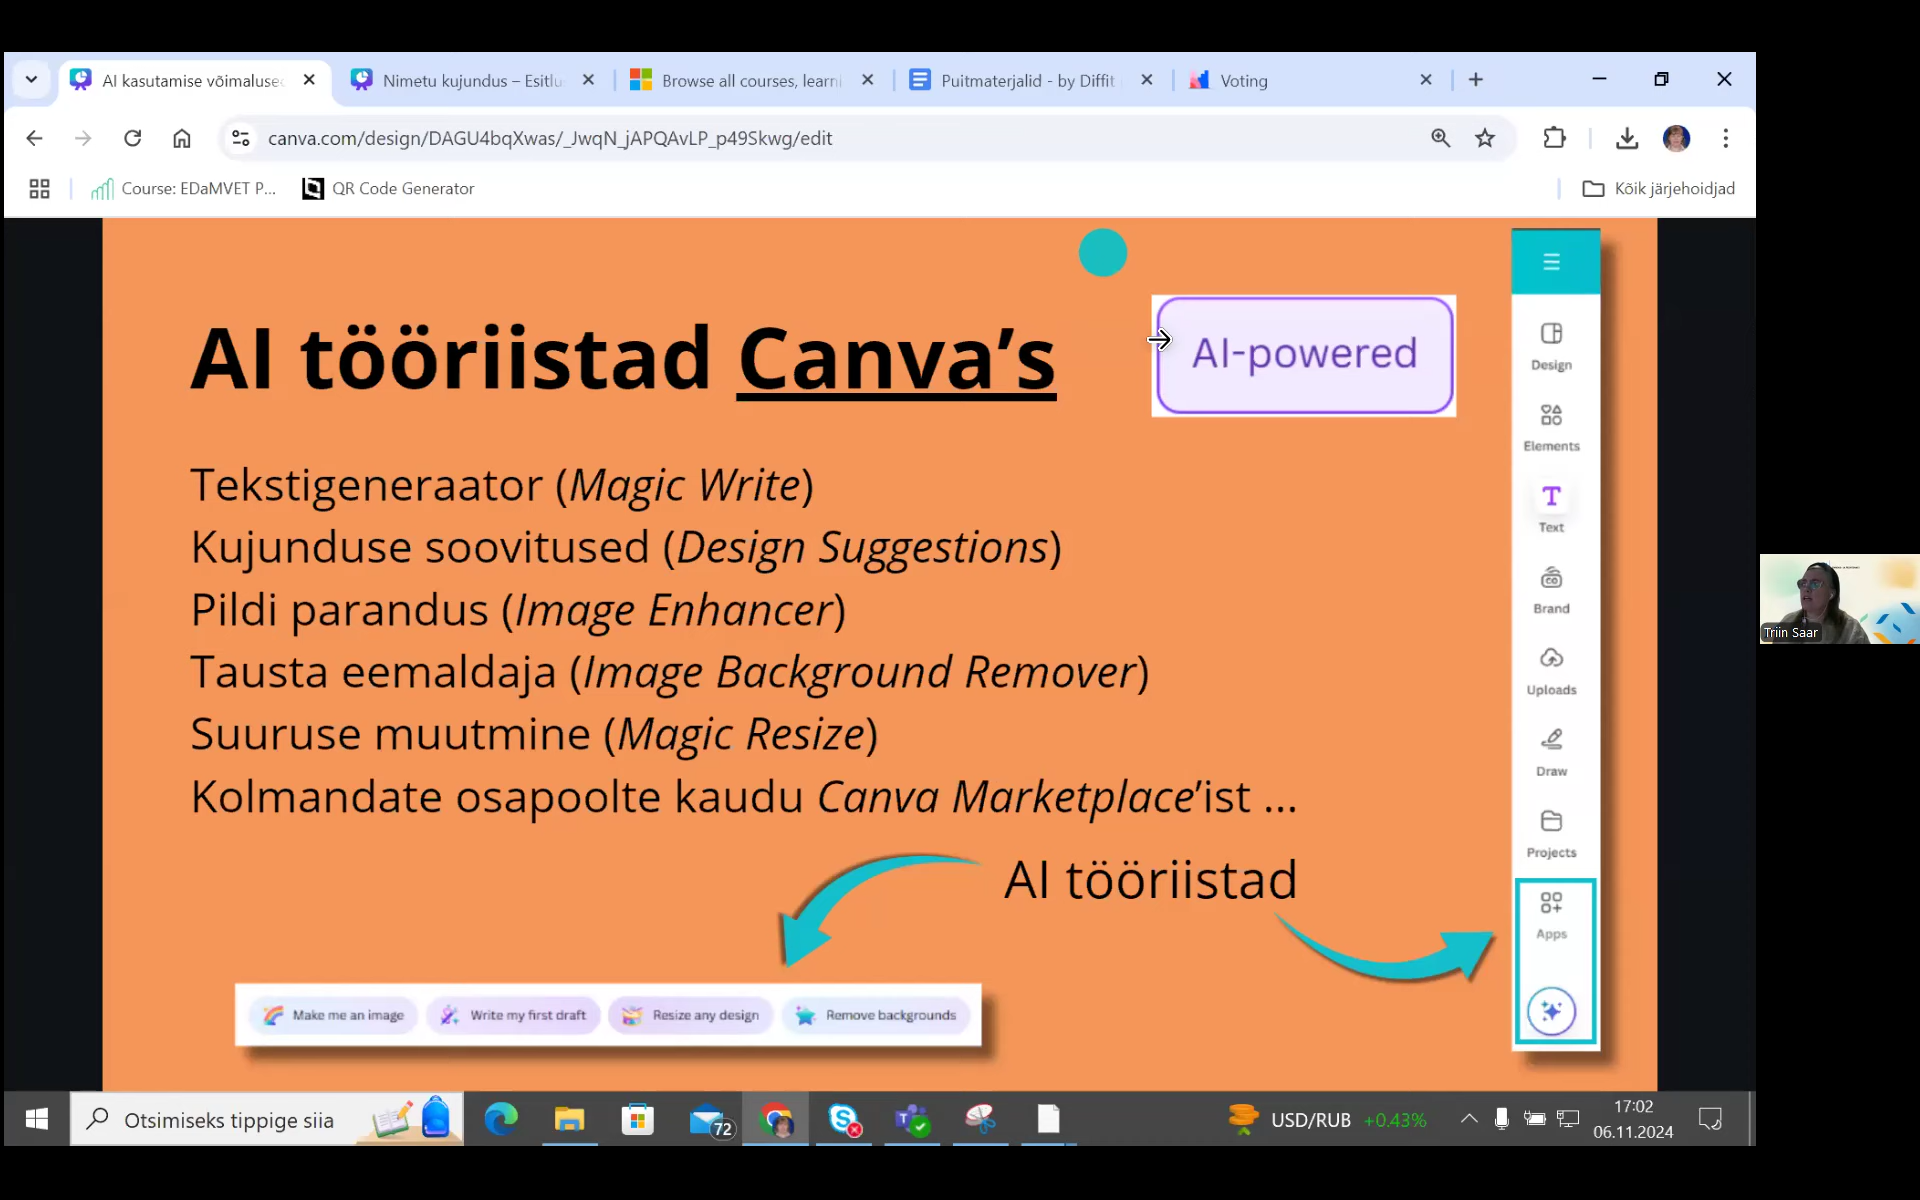 AI kasutamise võimaluse
Nimetu kujundus – Esitlu
Browse all courses, learni
Puitmaterjalid - by Diffit
Voting
canva.com/design/DAGU4bqXwas/_JwqN_jAPQAvLP_p49Skwg/edit
Course: EDaMVET P...
QR Code Generator
Kõik järjehoidjad
AI tööriistad Canva’s
AI-powered
Tekstigeneraator (Magic Write)
Kujunduse soovitused (Design Suggestions)
Pildi parandus (Image Enhancer)
Tausta eemaldaja (Image Background Remover)
Suuruse muutmine (Magic Resize)
Kolmandate osapoolte kaudu Canva Marketplace’ist ...
AI tööriistad
Make me an image
Write my first draft
Resize any design
Remove backgrounds
Design
Elements
T
Text
Brand
Uploads
Draw
Projects
Apps
Triin Saar
Otsimiseks tippige siia
72
USD/RUB +0.43%
17:02
06.11.2024